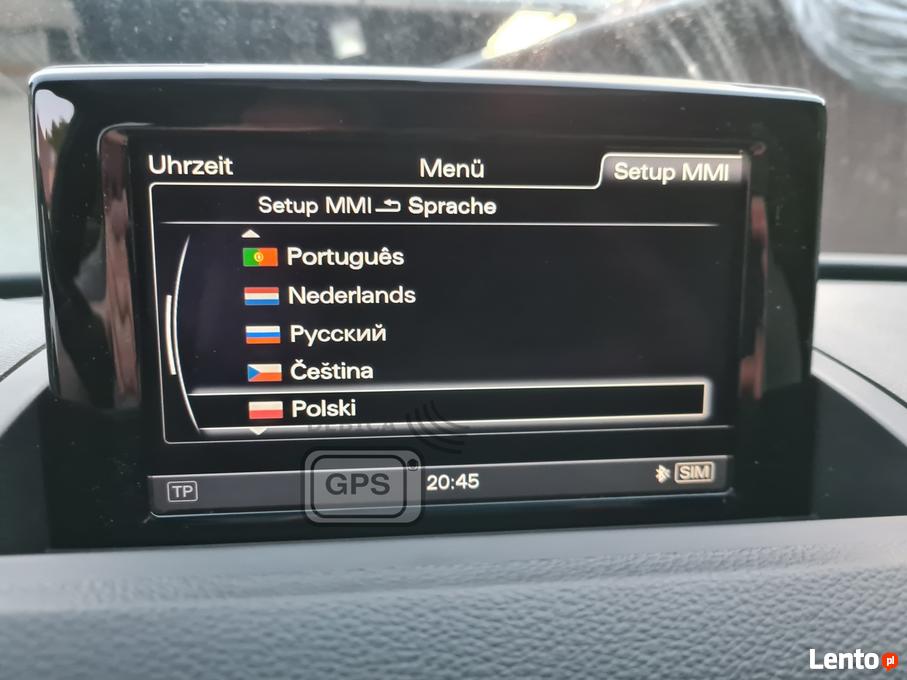 Uhrzeit Menü Setup MMI
Setup MMI Sprache
Português
Nederlands
Русский
Čeština
Polski
DĘBICA
GPS
TP 20:45 SIM
Lento pl